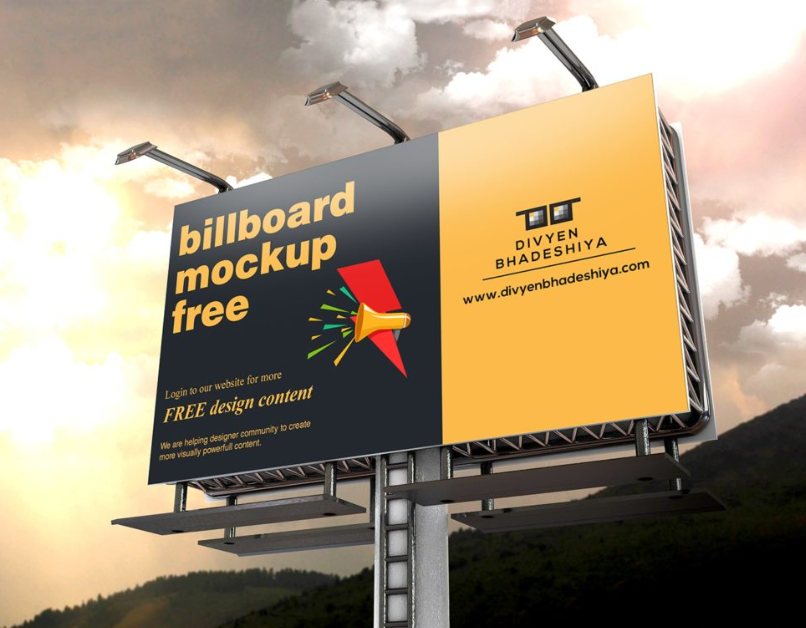 billboard
mockup
free
Login to our website for more
FREE design content
We are helping designer community to create
more visually powerfull content.
DIVYEN
BHADESHIYA
www.divyenbhadeshiya.com